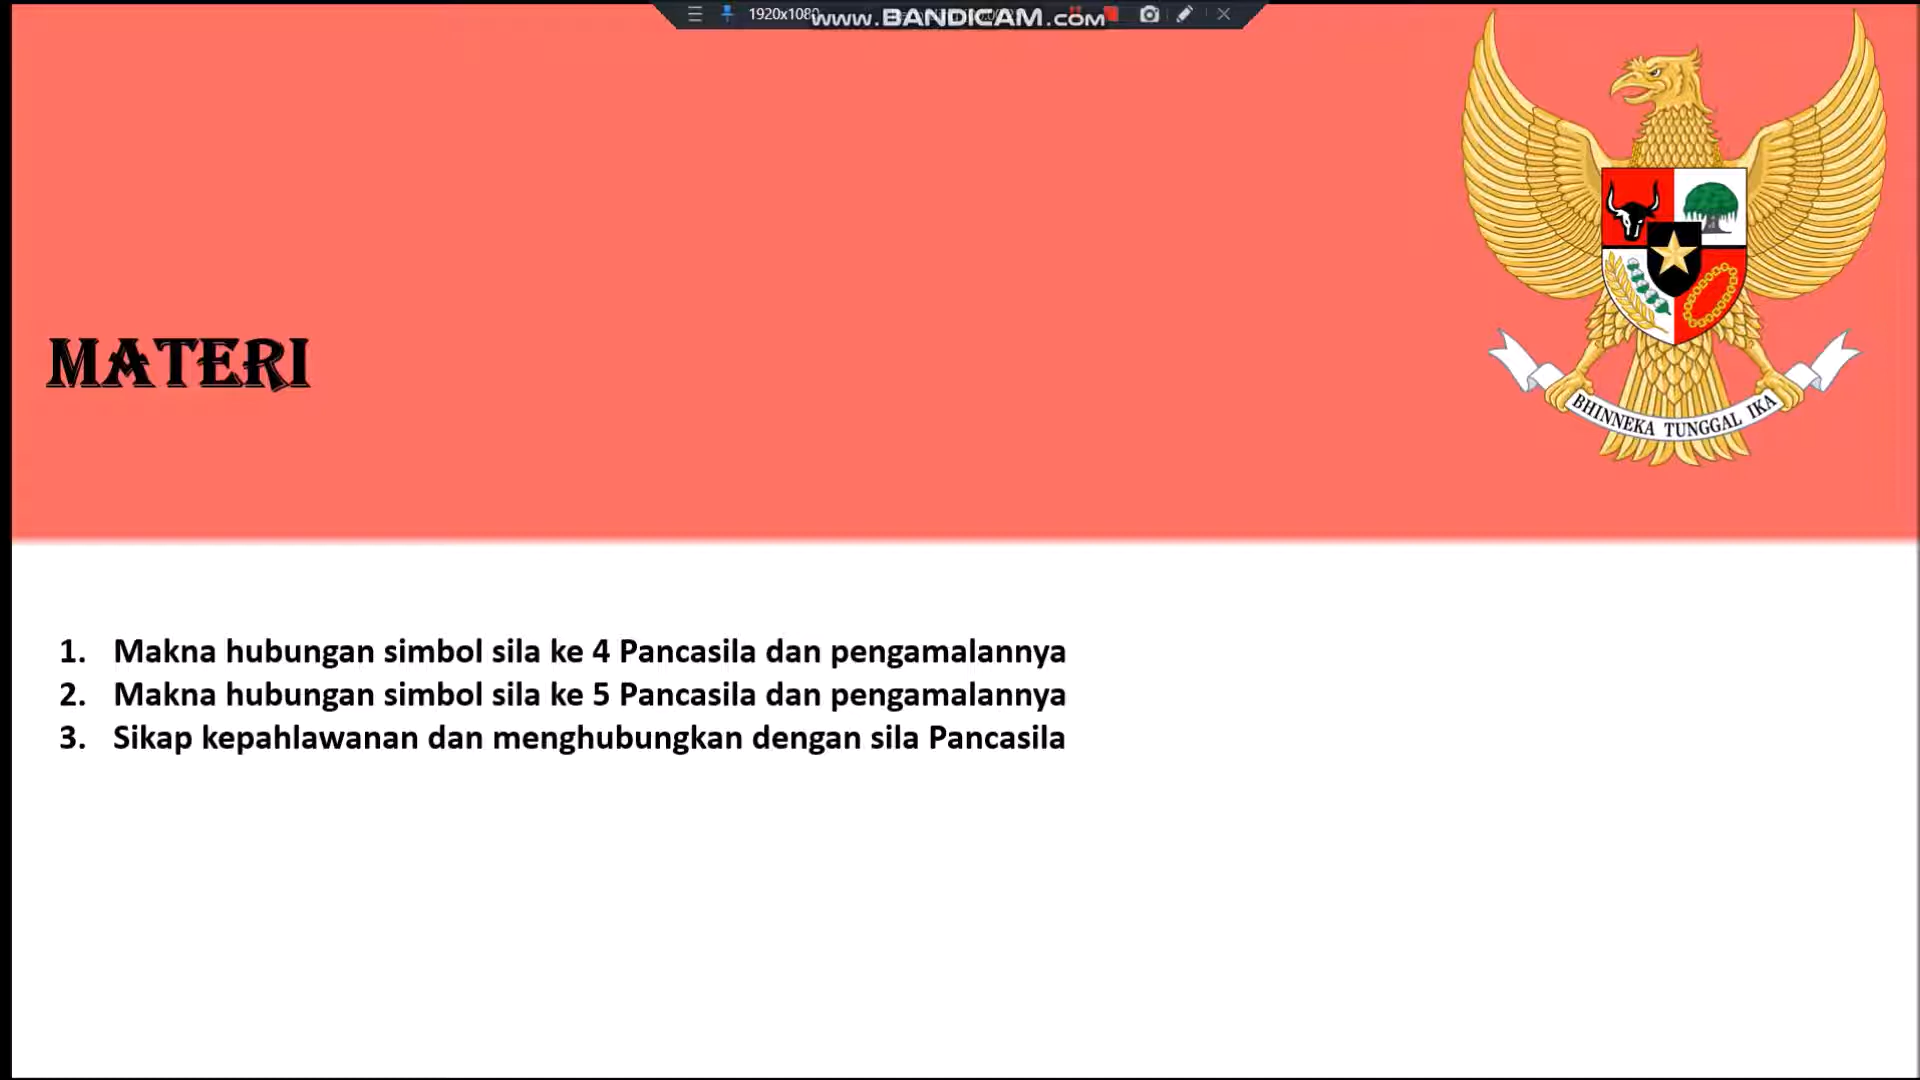 1920x1080
www.BANDICAM.COM
BHINNEKA TUNGGAL IKA
MATERI
1. Makna hubungan simbol sila ke 4 Pancasila dan pengamalannya
2. Makna hubungan simbol sila ke 5 Pancasila dan pengamalannya
3. Sikap kepahlawanan dan menghubungkan dengan sila Pancasila